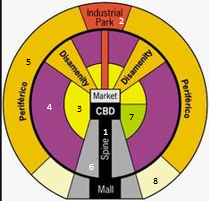 Industrial
Park
2
5
Disamenity
Disamenity
Periférico
Periférico
4
Market
3
CBD
7
1
Spine
6
Mall
8